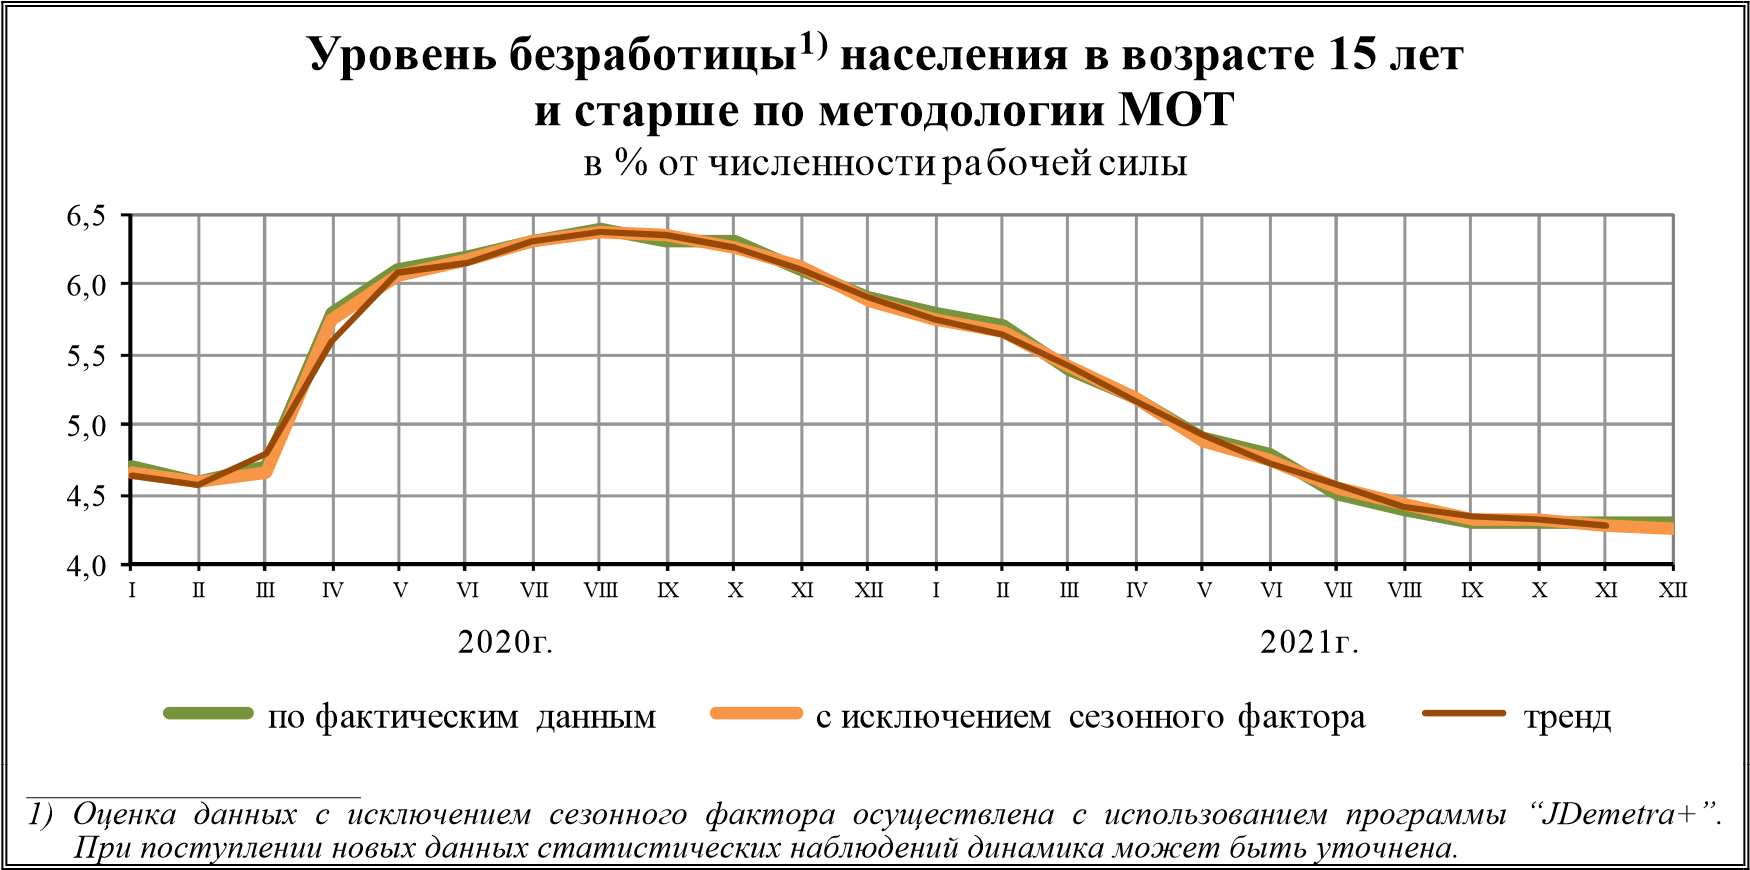 Уровень безработицы1) населения в возрасте 15 лет
и старше по методологии МОТ
в % от численности рабочей силы
6,5
6,0
5,5
5,0
4,5
4,0
I II III IV V VI VII VIII IX X XI XII I II III IV V VI VII VIII IX X XI XII
2020г. 2021г.
по фактическим данным с исключением сезонного фактора тренд
1) Оценка данных с исключением сезонного фактора осуществлена с использованием программы “JDemetra+”.
При поступлении новых данных статистических наблюдений динамика может быть уточнена.